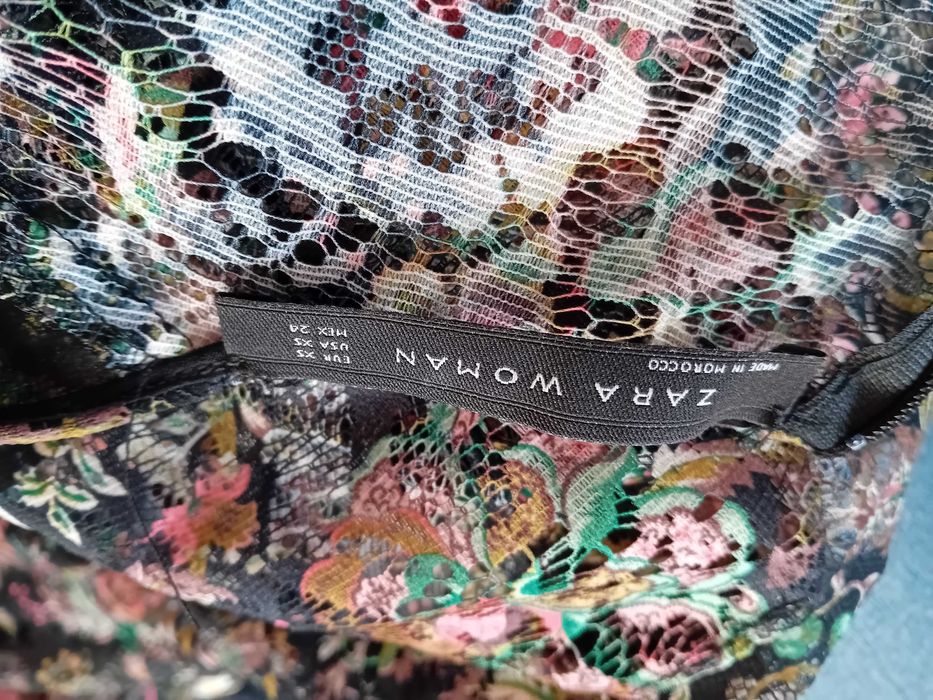 ZARA WOMAN
MADE IN MOROCCO
EUR XS
USA XS
MEX 24